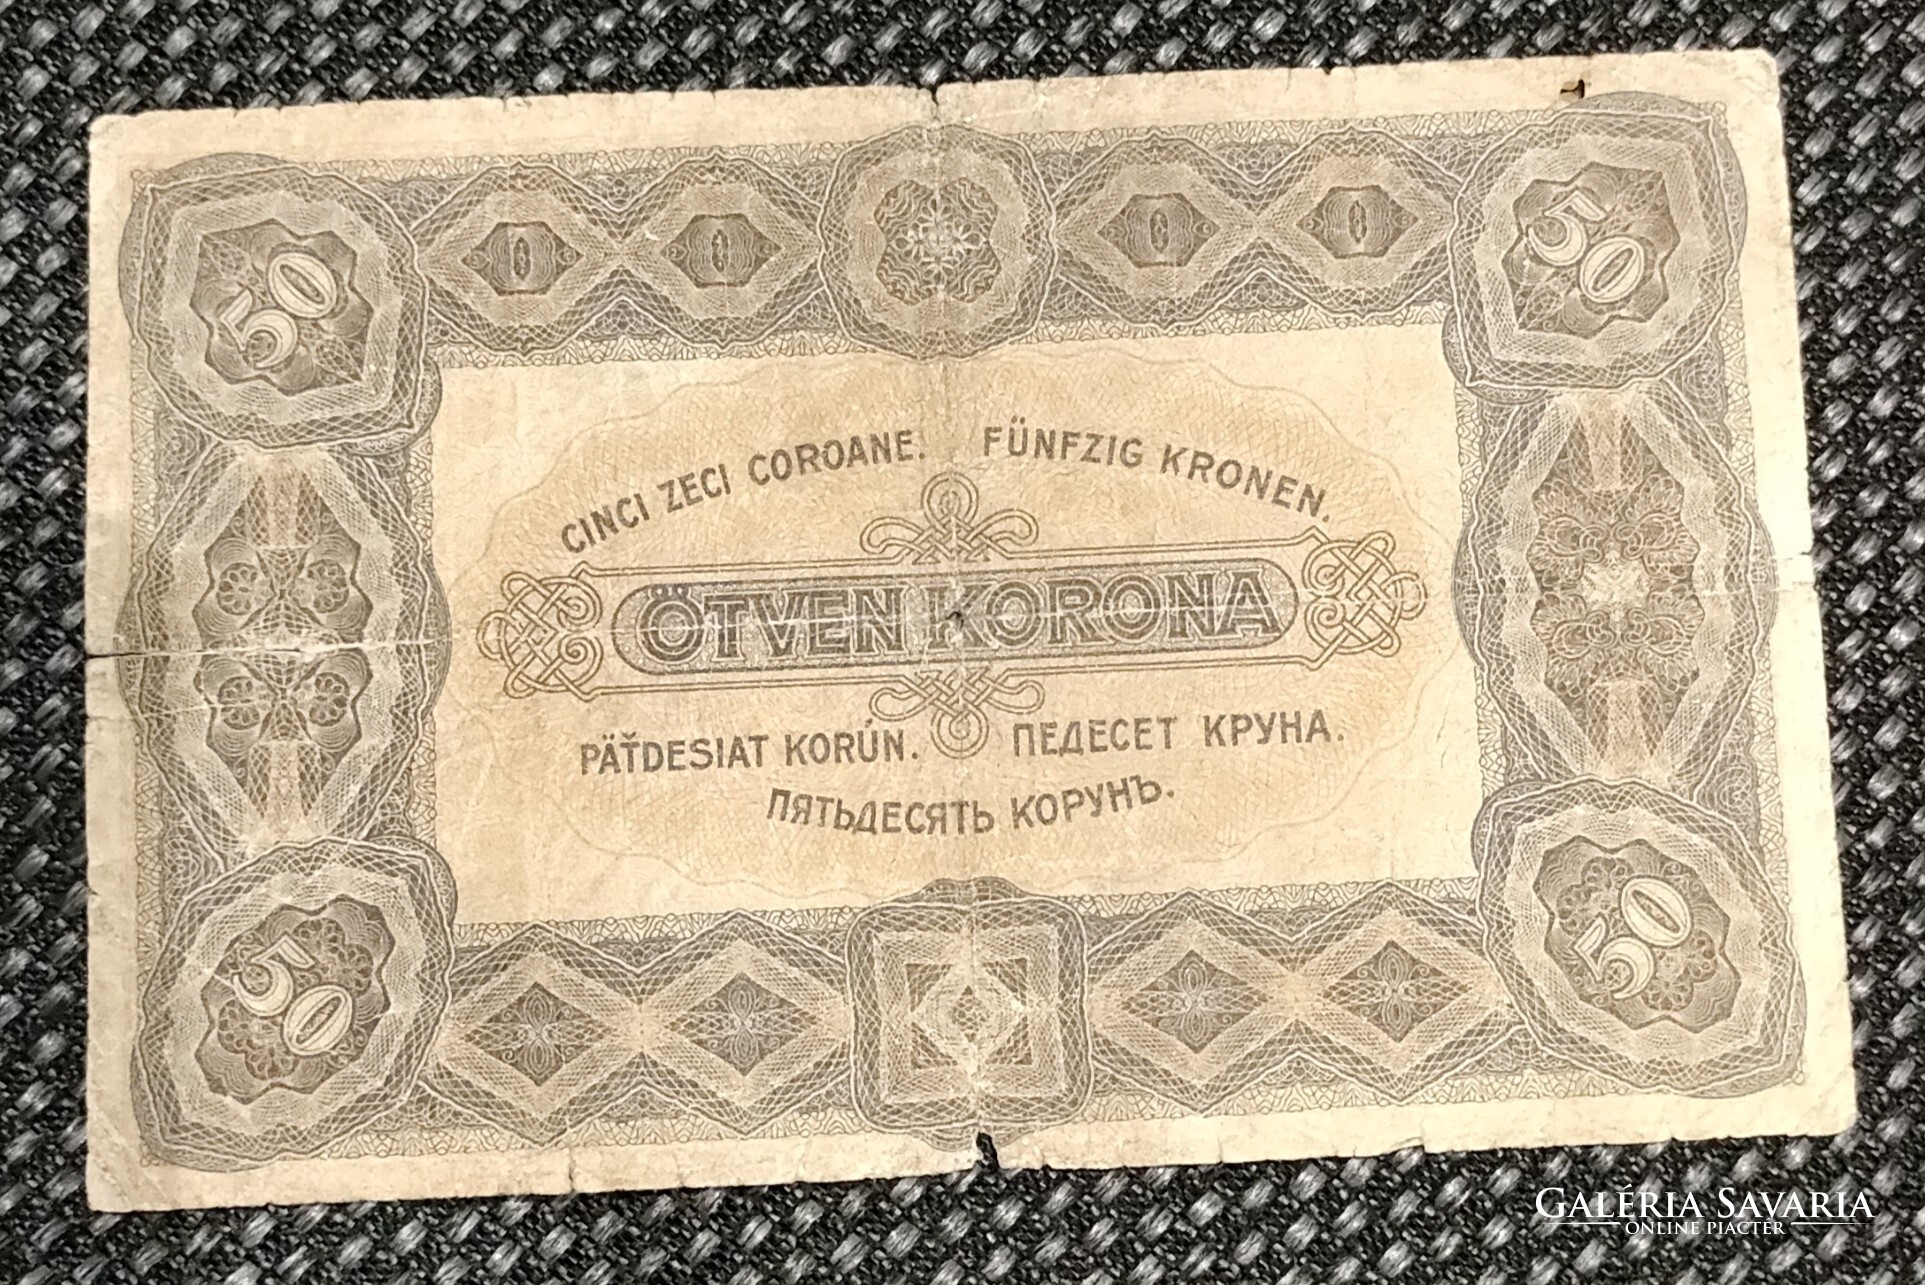 50
50
CINCI ZECI COROANE. FÜNFZIG KRONEN.
ÖTVEN KORONA
PÄŤDESIAT KORÚN. ПЕДЕСЕТ КРУНА.
ПЯТЬДЕСЯТЬ КОРУНЪ.
50
50
GALÉRIA SAVARIA
ONLINE PIACTÉR